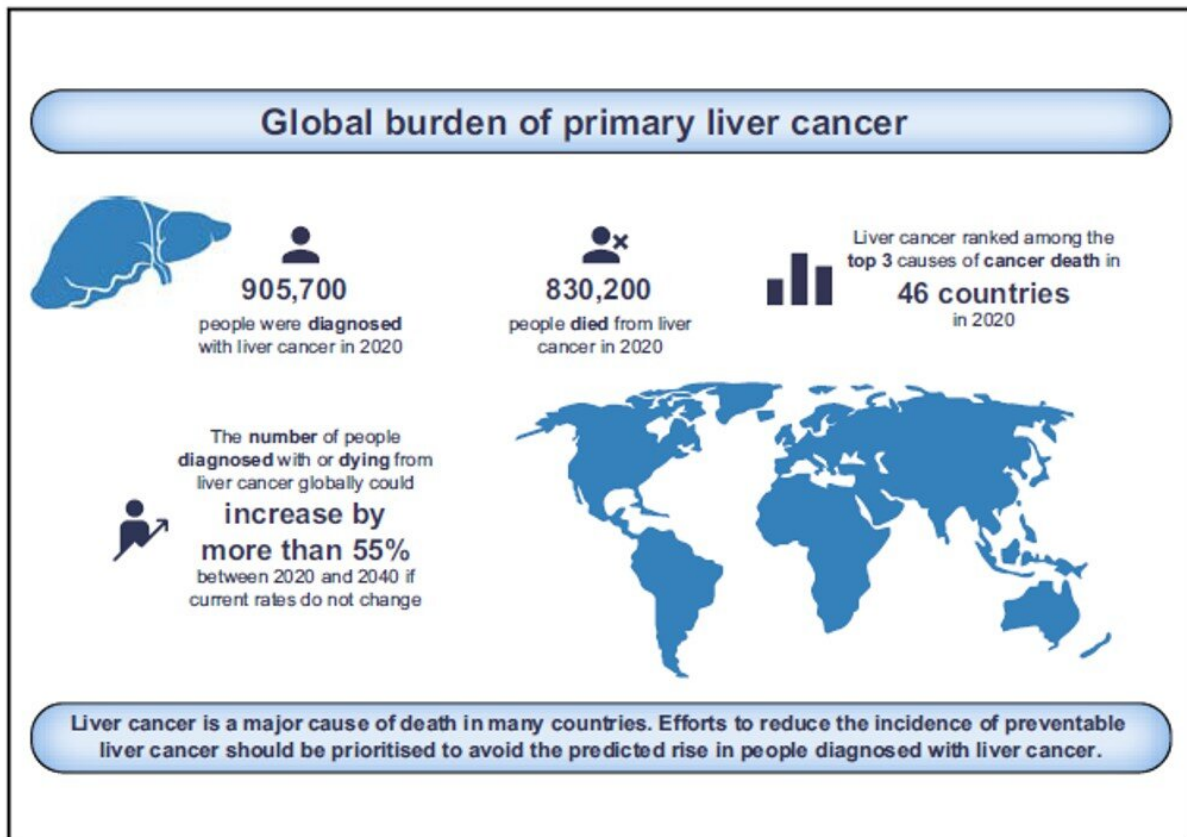 Global burden of primary liver cancer
905,700
people were diagnosed
with liver cancer in 2020
830,200
people died from liver
cancer in 2020
Liver cancer ranked among the
top 3 causes of cancer death in
46 countries
in 2020
The number of people
diagnosed with or dying from
liver cancer globally could
increase by
more than 55%
between 2020 and 2040 if
current rates do not change
Liver cancer is a major cause of death in many countries. Efforts to reduce the incidence of preventable
liver cancer should be prioritised to avoid the predicted rise in people diagnosed with liver cancer.